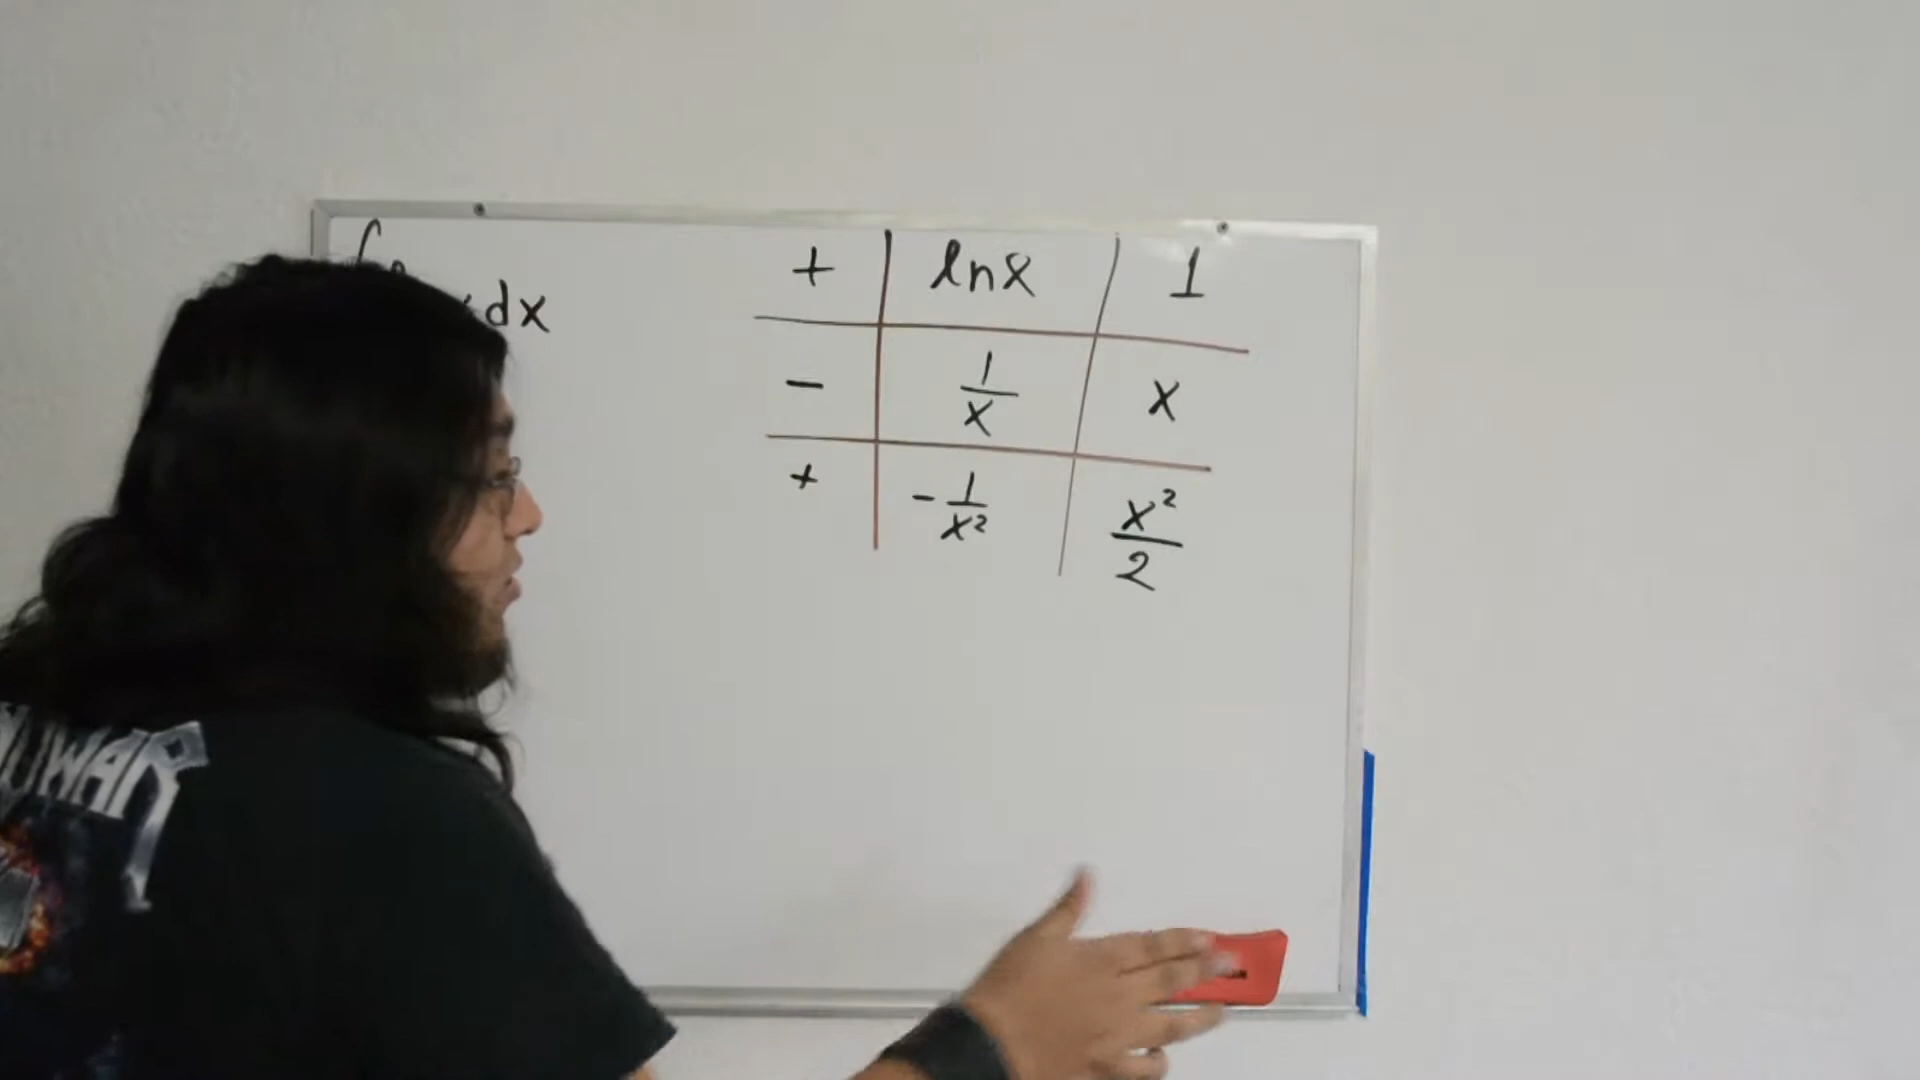 dx
+ ln x 1
- 1/x x
+ -1/x² x²/2